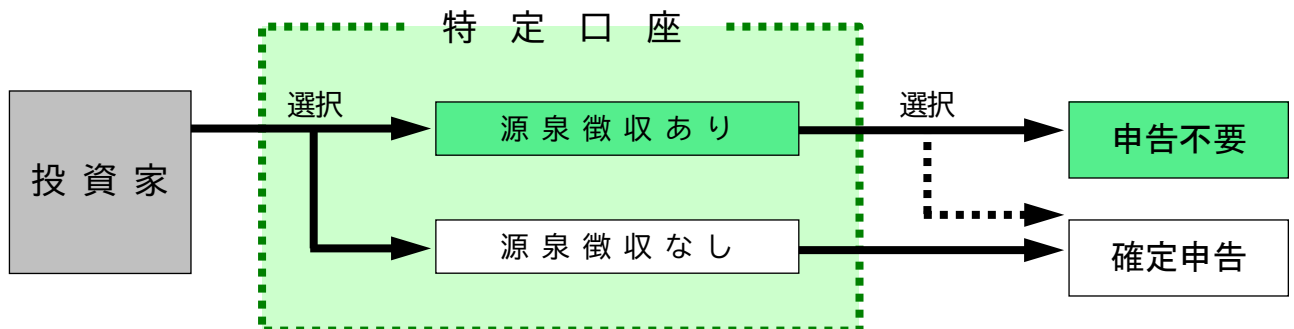 特定口座
選択
選択
源泉徴収あり
申告不要
投資家
源泉徴収なし
確定申告